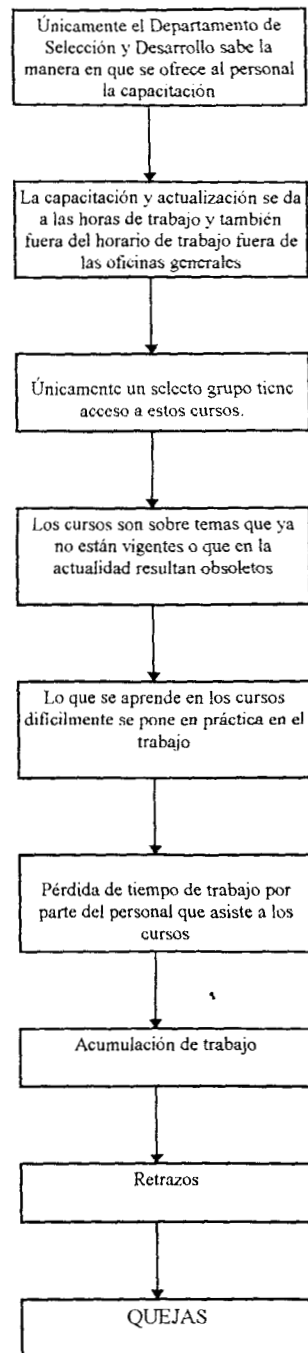 Únicamente el Departamento de
Selección y Desarrollo sabe la
manera en que se ofrece al personal
la capacitación
La capacitación y actualización se da
a las horas de trabajo y también
fuera del horario de trabajo fuera de
las oficinas generales
Únicamente un selecto grupo tiene
acceso a estos cursos.
Los cursos son sobre temas que ya
no están vigentes o que en la
actualidad resultan obsoletos
Lo que se aprende en los cursos
dificilmente se pone en práctica en el
trabajo
Pérdida de tiempo de trabajo por
parte del personal que asiste a los
cursos
Acumulación de trabajo
Retrazos
QUEJAS